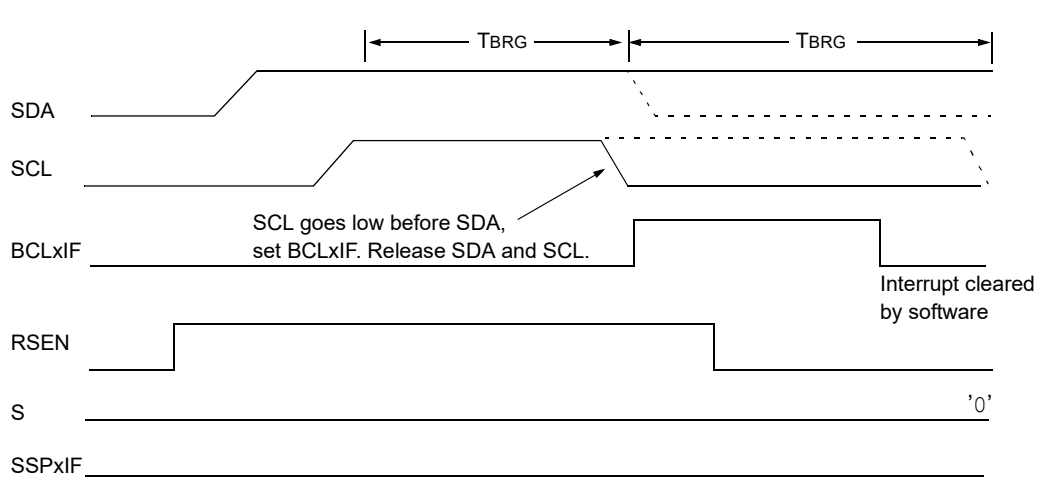 TBRG TBRG
SDA
SCL
SCL goes low before SDA,
set BCLxIF. Release SDA and SCL.
BCLxIF
Interrupt cleared
by software
RSEN
S
'0'
SSPxIF